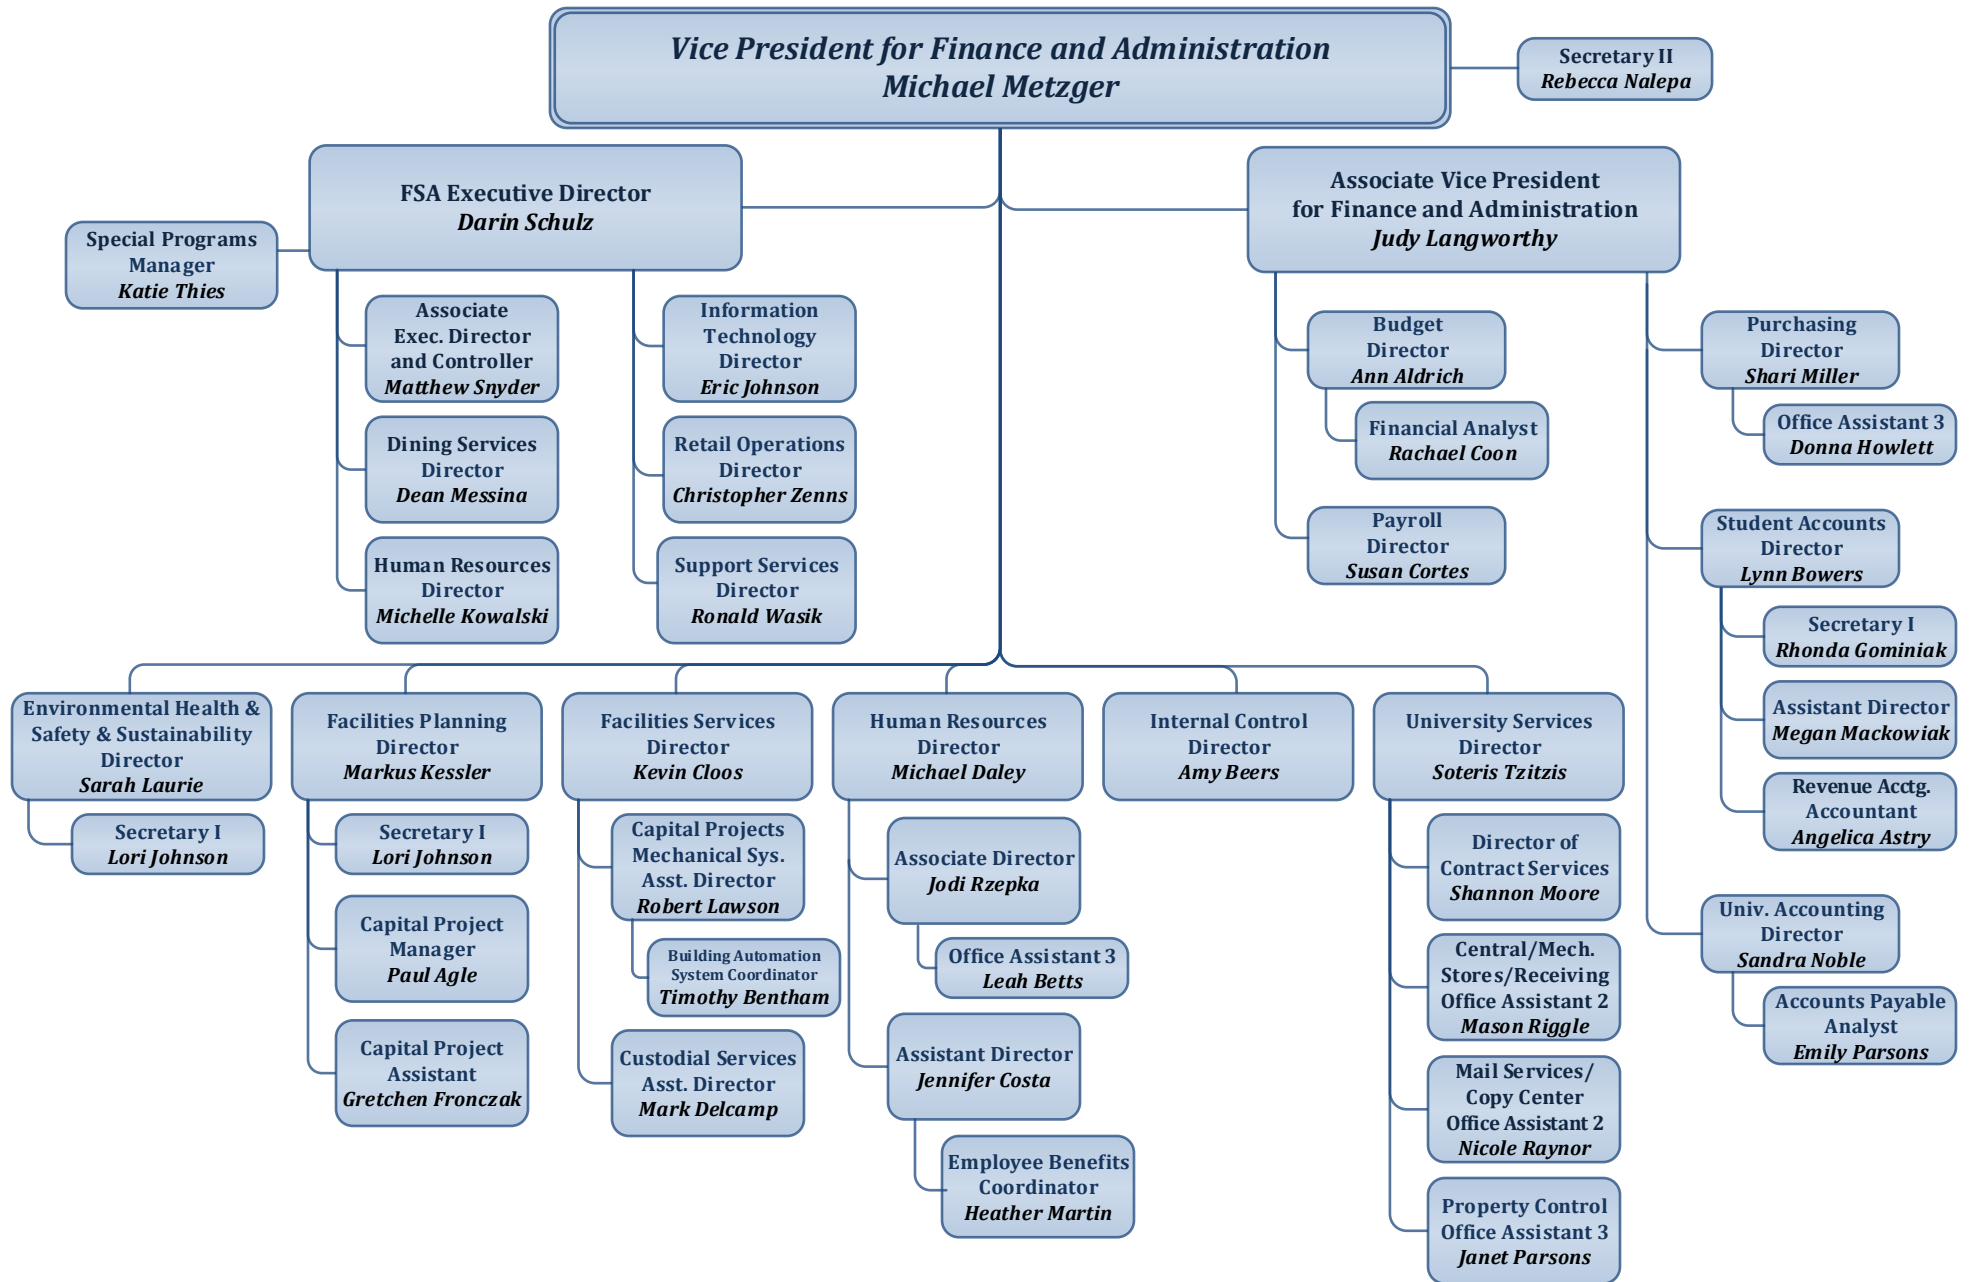 Vice President for Finance and Administration
Michael Metzger
Secretary II
Rebecca Nalepa
FSA Executive Director
Darin Schulz
Associate Vice President
for Finance and Administration
Judy Langworthy
Special Programs
Manager
Katie Thies
Associate
Exec. Director
and Controller
Matthew Snyder
Information
Technology
Director
Eric Johnson
Dining Services
Director
Dean Messina
Retail Operations
Director
Christopher Zenns
Human Resources
Director
Michelle Kowalski
Support Services
Director
Ronald Wasik
Budget
Director
Ann Aldrich
Financial Analyst
Rachael Coon
Payroll
Director
Susan Cortes
Purchasing
Director
Shari Miller
Office Assistant 3
Donna Howlett
Student Accounts
Director
Lynn Bowers
Secretary I
Rhonda Gominiak
Assistant Director
Megan Mackowiak
Revenue Acctg.
Accountant
Angelica Astry
Univ. Accounting
Director
Sandra Noble
Accounts Payable
Analyst
Emily Parsons
Environmental Health &
Safety & Sustainability
Director
Sarah Laurie
Secretary I
Lori Johnson
Facilities Planning
Director
Markus Kessler
Secretary I
Lori Johnson
Capital Project
Manager
Paul Agle
Capital Project
Assistant
Gretchen Fronczak
Facilities Services
Director
Kevin Cloos
Capital Projects
Mechanical Sys.
Asst. Director
Robert Lawson
Building Automation
System Coordinator
Timothy Bentham
Custodial Services
Asst. Director
Mark Delcamp
Human Resources
Director
Michael Daley
Associate Director
Jodi Rzepka
Office Assistant 3
Leah Betts
Assistant Director
Jennifer Costa
Employee Benefits
Coordinator
Heather Martin
Internal Control
Director
Amy Beers
University Services
Director
Soteris Tzitzis
Director of
Contract Services
Shannon Moore
Central/Mech.
Stores/Receiving
Office Assistant 2
Mason Riggle
Mail Services/
Copy Center
Office Assistant 2
Nicole Raynor
Property Control
Office Assistant 3
Janet Parsons